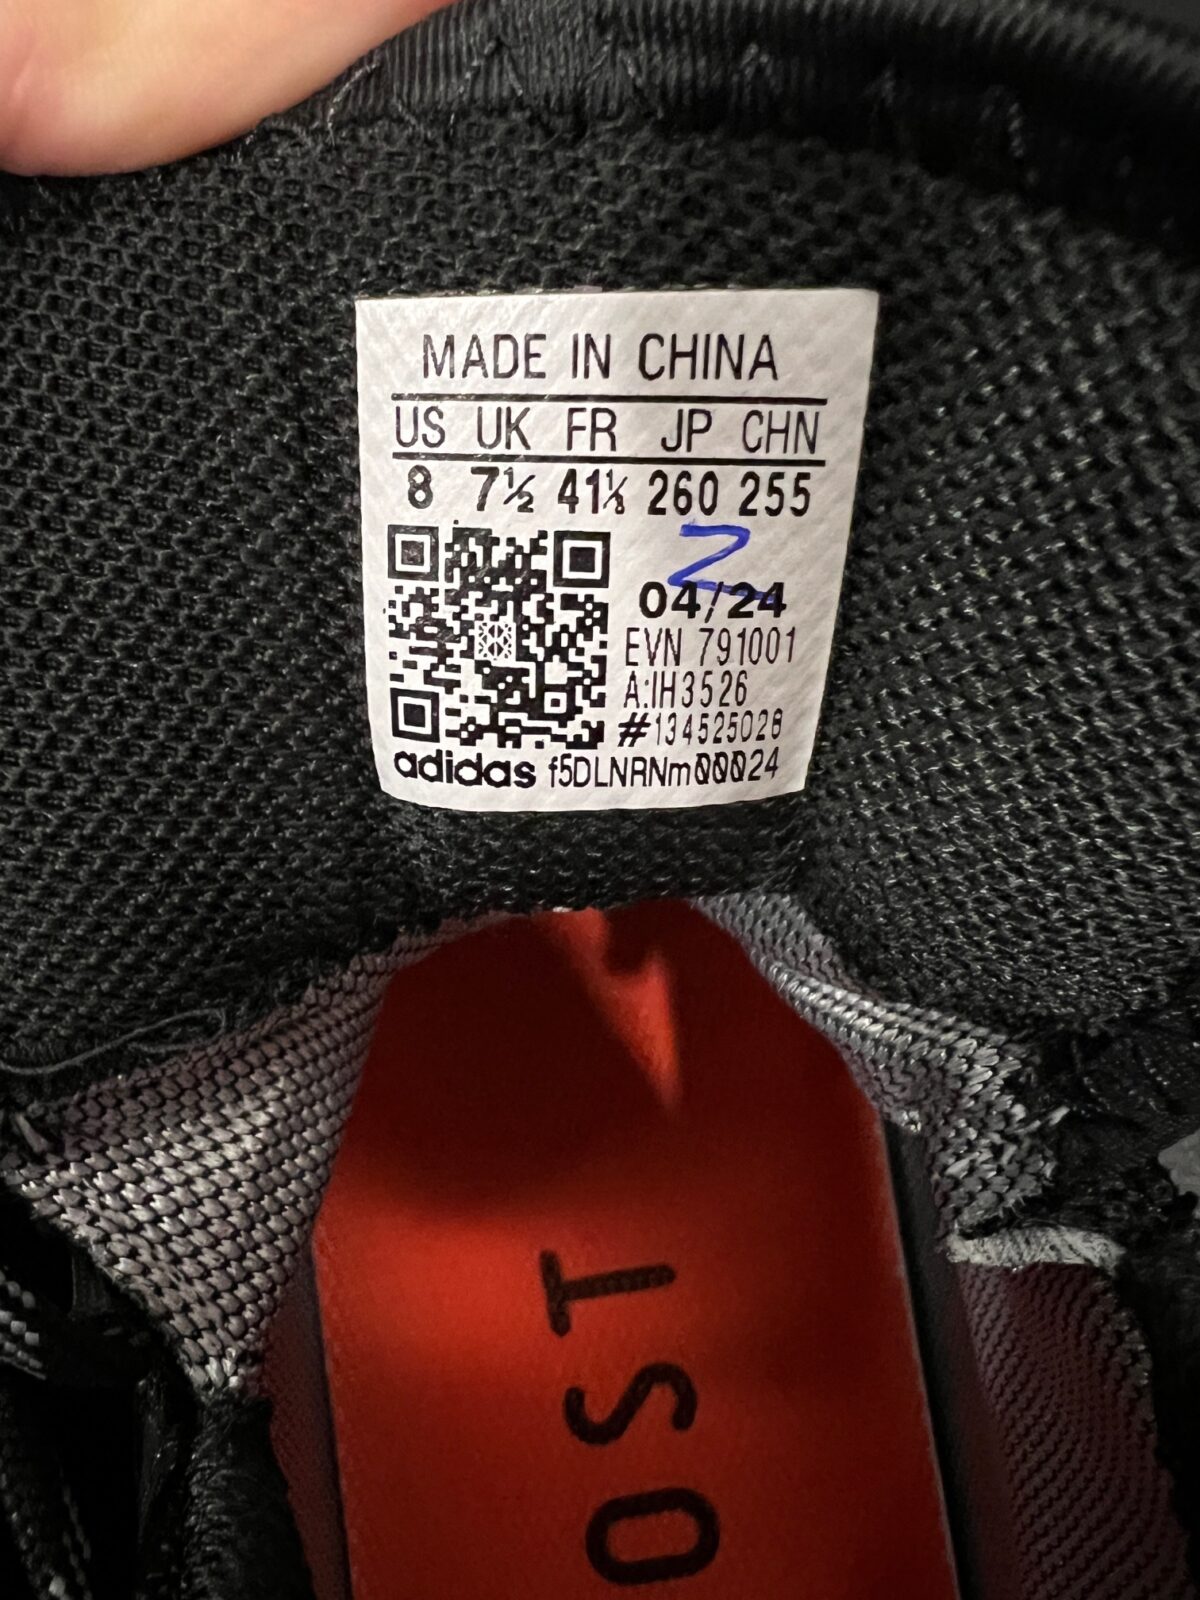 MADE IN CHINA
US UK FR JP CHN
8 7½ 41⅓ 260 255
Z
04/24
EVN 791001
A:IH3526
#134525028
adidas f5DLNRNm00024
OST